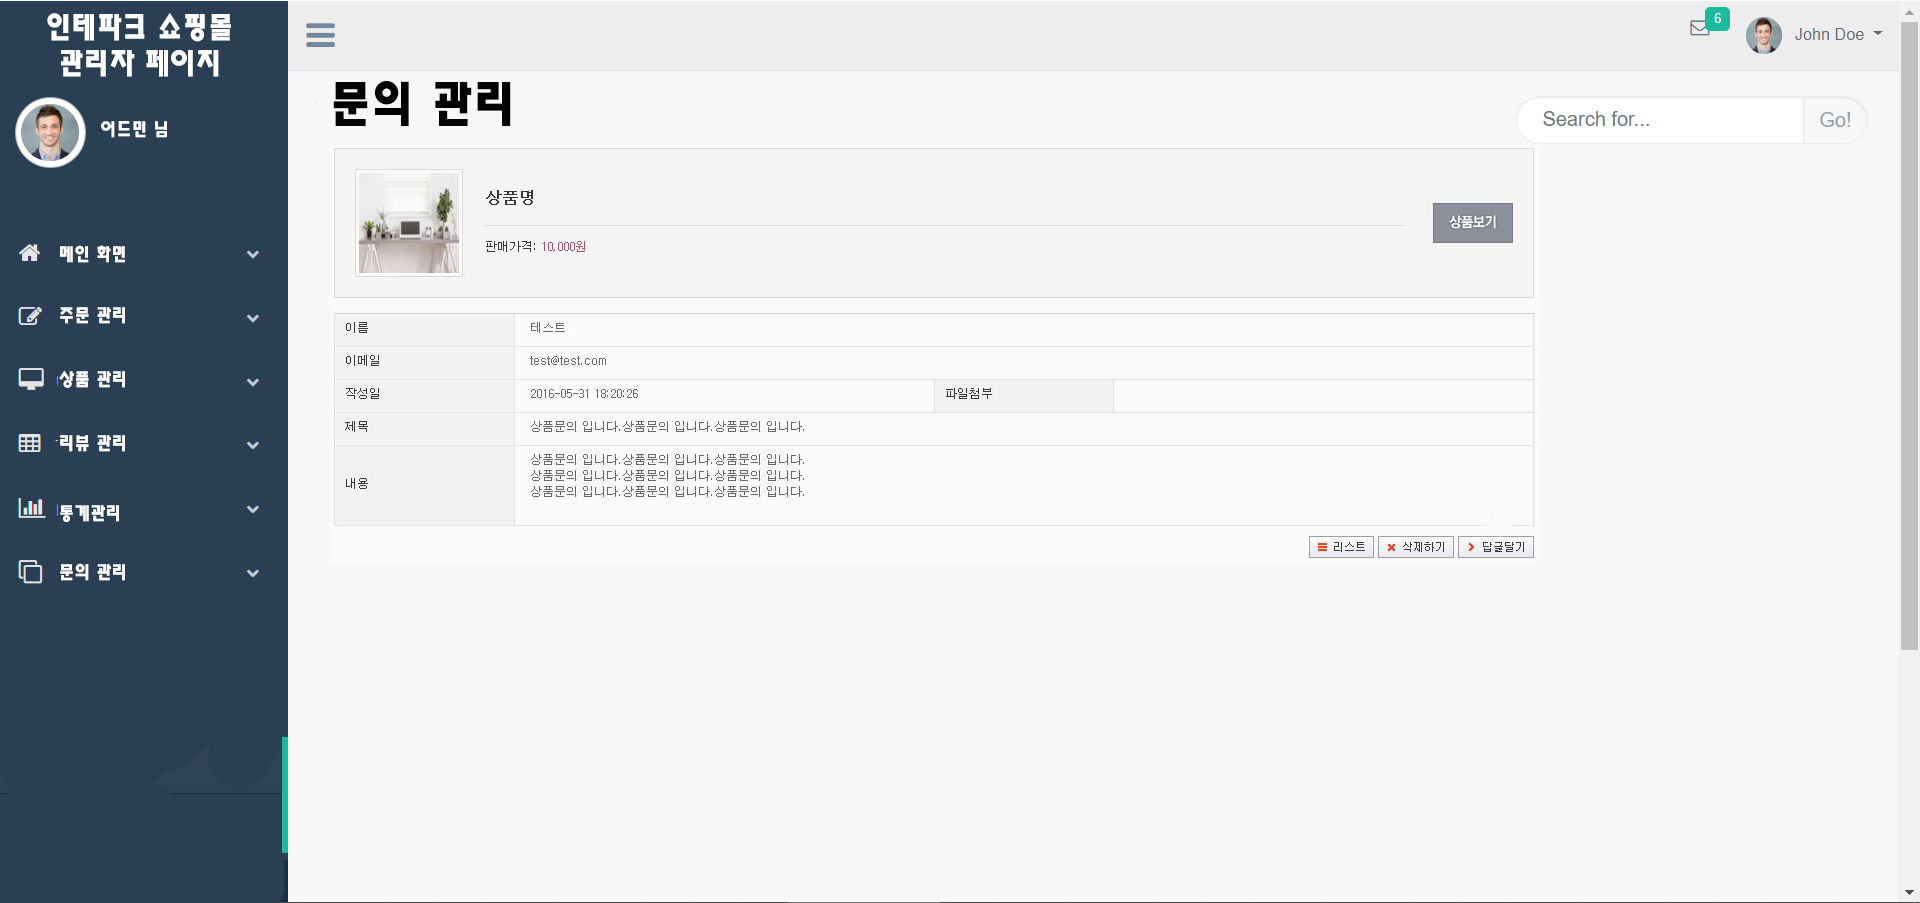 인테파크 쇼핑몰
관리자 페이지
어드민 님
메인 화면
주문 관리
상품 관리
리뷰 관리
통계관리
문의 관리
6
John Doe
문의 관리
Search for...
Go!
상품명
판매가격: 10,000원
상품보기
이름 테스트
이메일 test@test.com
작성일 2016-05-31 18:20:26 파일첨부
제목 상품문의 입니다.상품문의 입니다.상품문의 입니다.
내용
상품문의 입니다.상품문의 입니다.상품문의 입니다.
상품문의 입니다.상품문의 입니다.상품문의 입니다.
상품문의 입니다.상품문의 입니다.상품문의 입니다.
리스트 삭제하기 답글달기